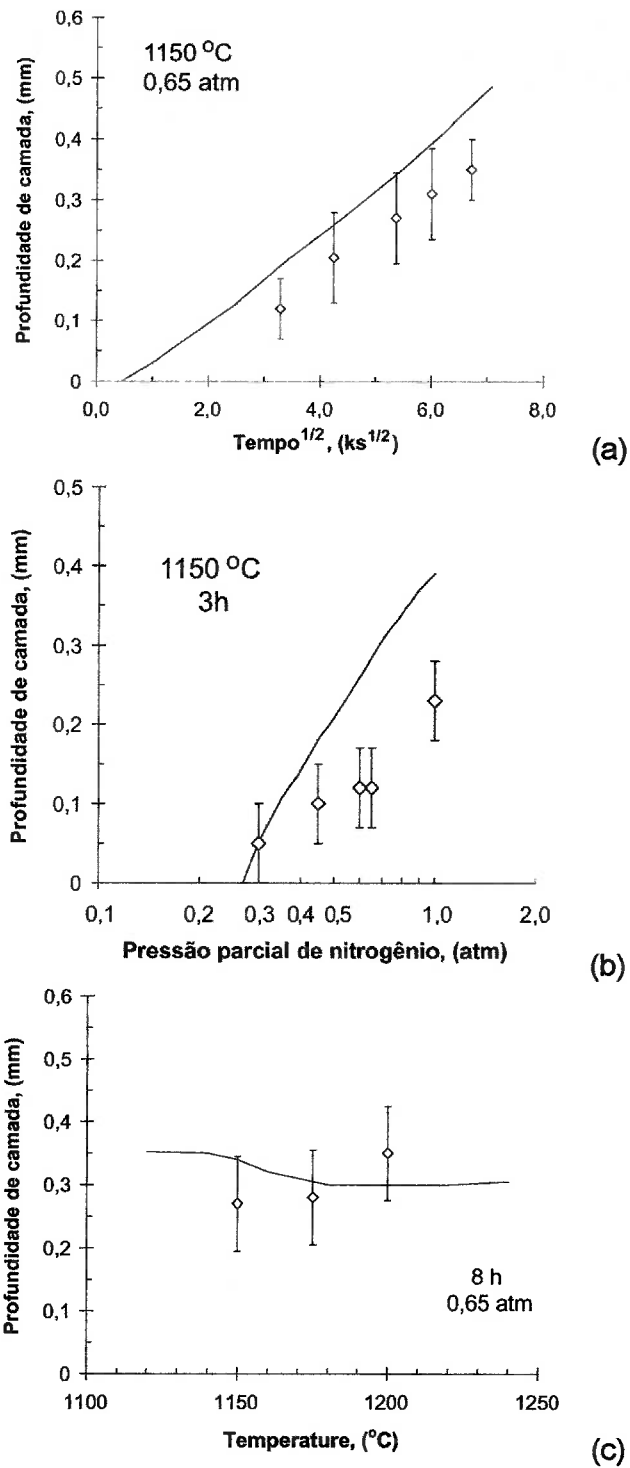 0,6
0,5
0,4
0,3
0,2
0,1
0
Profundidade de camada, (mm)
1150 ºC
0,65 atm
0,0 2,0 4,0 6,0 8,0
Tempo1/2, (ks1/2)
(a)
0,5
0,4
0,3
0,2
0,1
0
Profundidade de camada, (mm)
1150 ºC
3h
0,1 0,2 0,3 0,4 0,5 1,0 2,0
Pressão parcial de nitrogênio, (atm)
(b)
0,6
0,5
0,4
0,3
0,2
0,1
0
Profundidade de camada, (mm)
8 h
0,65 atm
1100 1150 1200 1250
Temperature, (ºC)
(c)